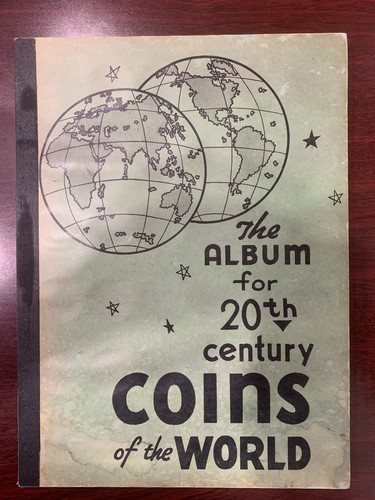 The
ALBUM
for
20th
century
COINS
of the WORLD